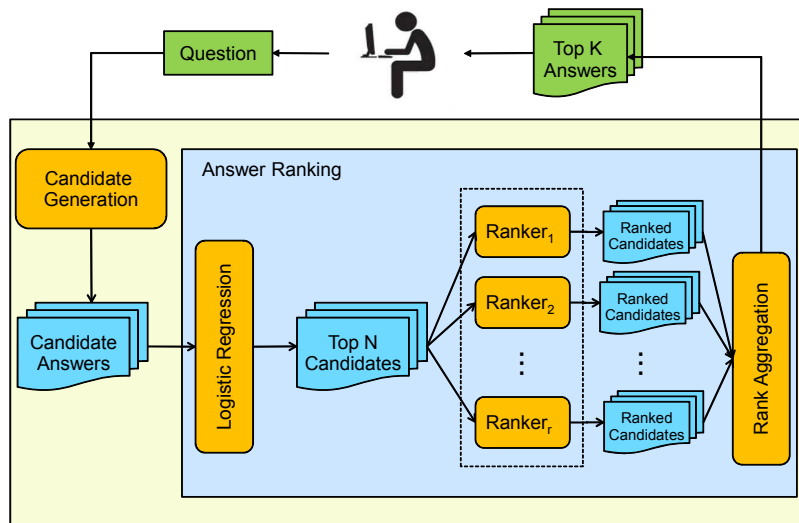 Question
Top K
Answers
Candidate
Generation
Answer Ranking
Candidate
Answers
Logistic Regression
Top N
Candidates
Ranker₁
Ranker₂
⋮
Rankerᵣ
Ranked
Candidates
Ranked
Candidates
⋮
Ranked
Candidates
Rank Aggregation